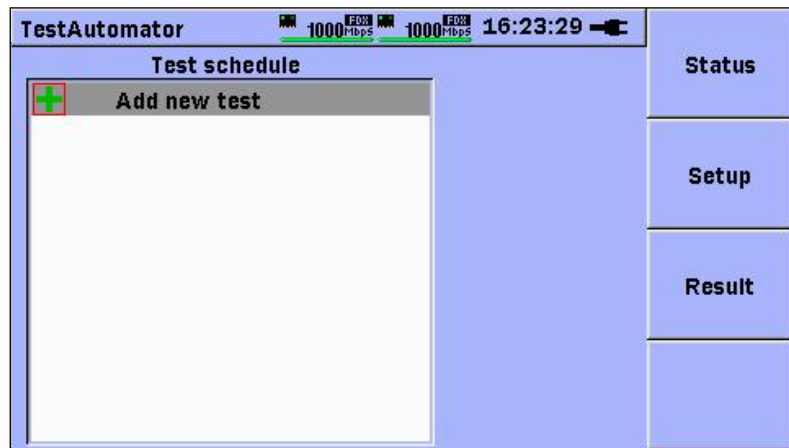 TestAutomator 1000 FDX Mbps 1000 FDX Mbps 16:23:29
Test schedule
Add new test
Status
Setup
Result